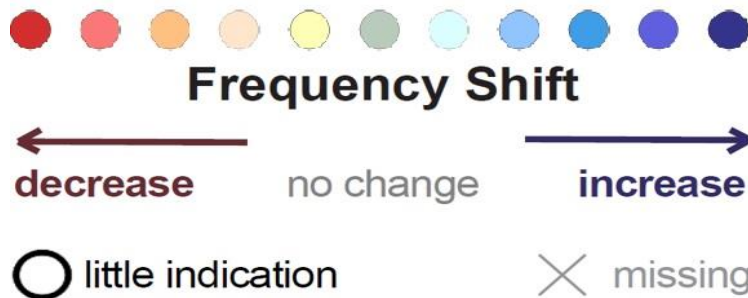 Frequency Shift
decrease no change increase
little indication missing